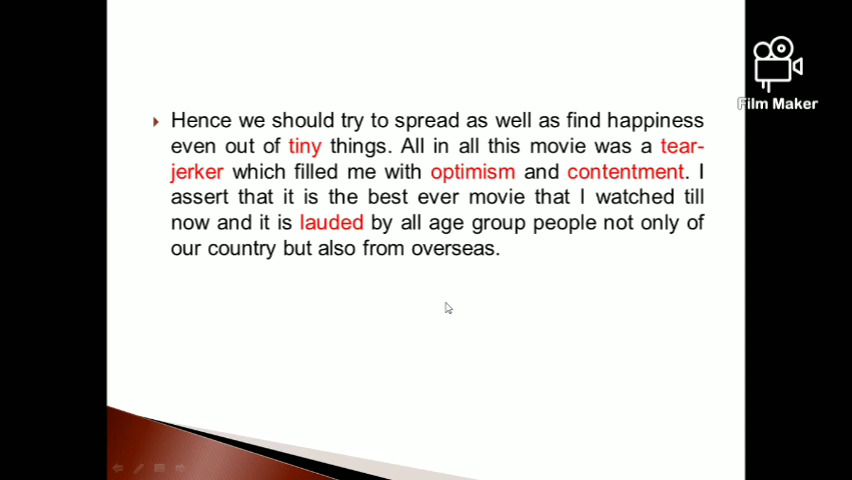 Hence we should try to spread as well as find happiness
even out of tiny things. All in all this movie was a tear-
jerker which filled me with optimism and contentment. I
assert that it is the best ever movie that I watched till
now and it is lauded by all age group people not only of
our country but also from overseas.
Film Maker